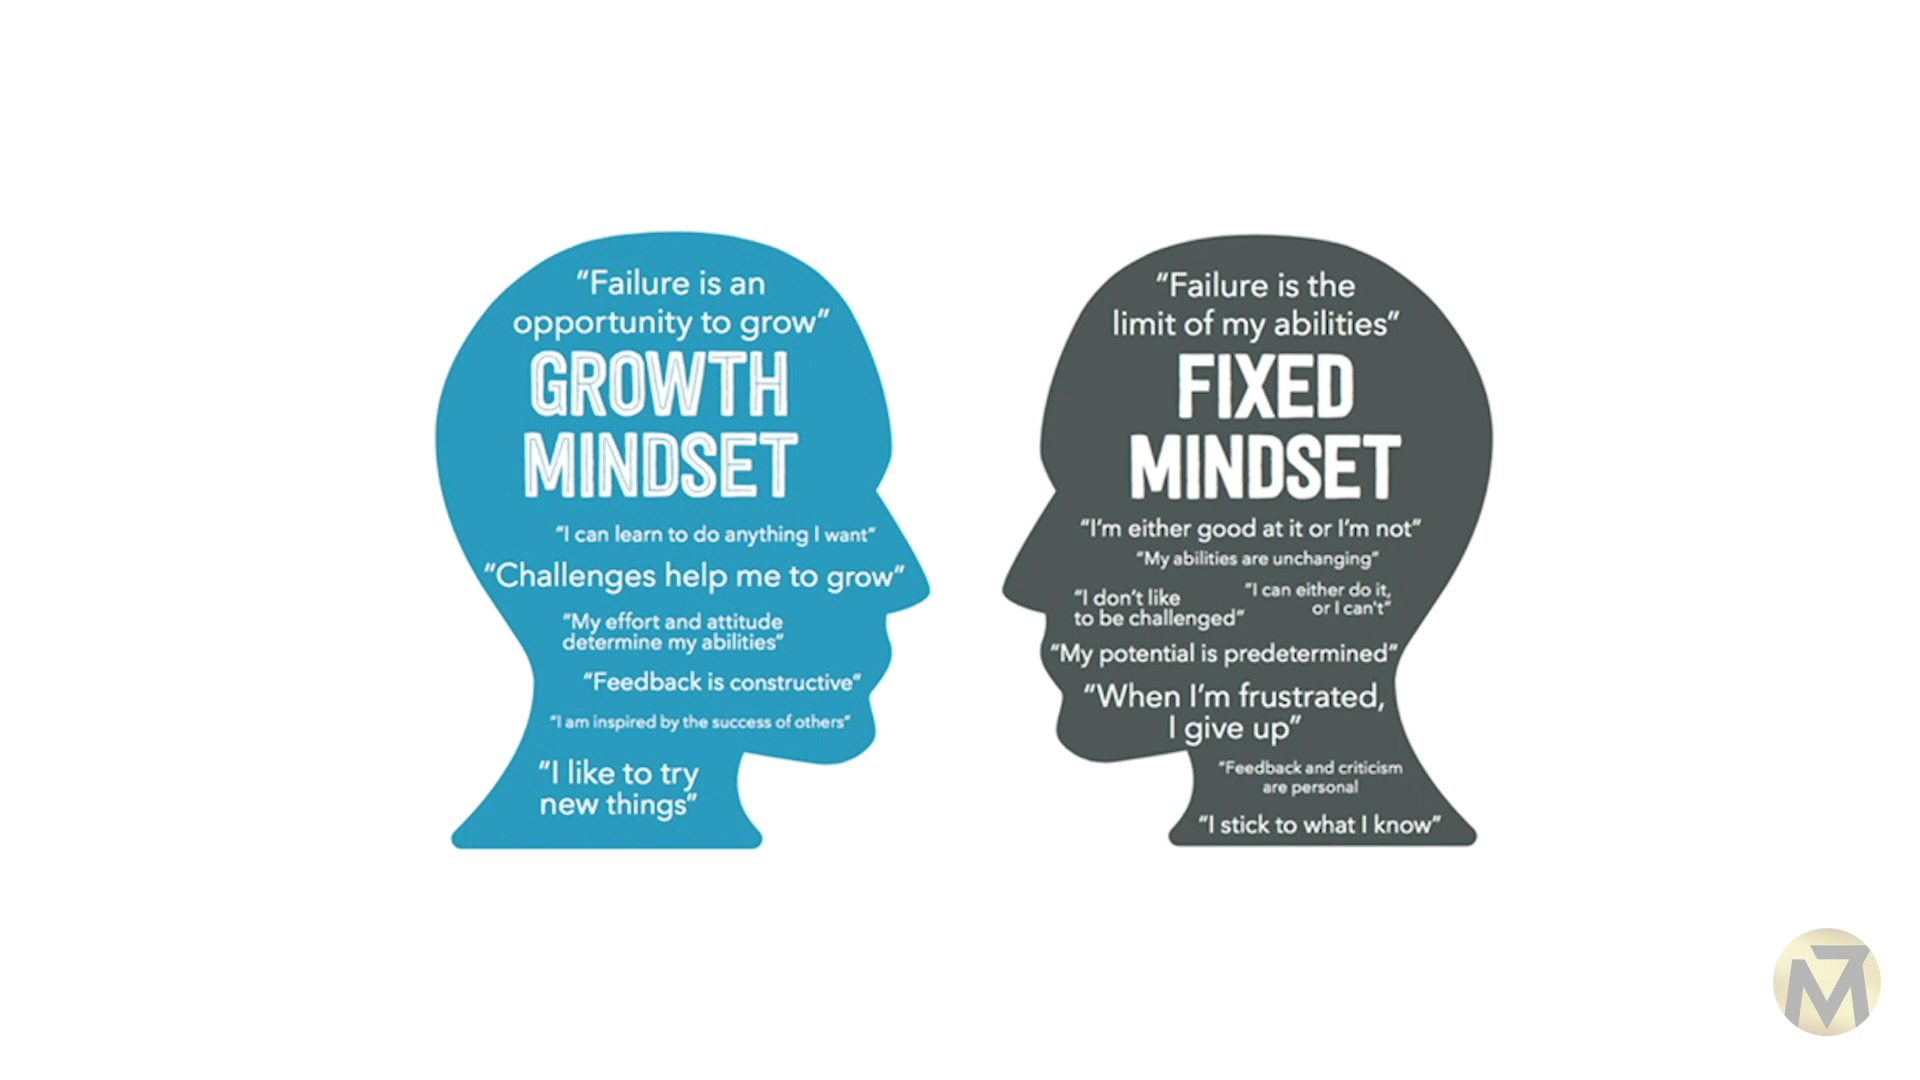 “Failure is an
opportunity to grow”
GROWTH
MINDSET
“I can learn to do anything I want”
“Challenges help me to grow”
“My effort and attitude
determine my abilities”
“Feedback is constructive”
“I am inspired by the success of others”
“I like to try
new things”
“Failure is the
limit of my abilities”
FIXED
MINDSET
“I’m either good at it or I’m not”
“My abilities are unchanging”
“I don’t like
to be challenged”
“I can either do it,
or I can't”
“My potential is predetermined”
“When I’m frustrated,
I give up”
“Feedback and criticism
are personal
“I stick to what I know”
M7